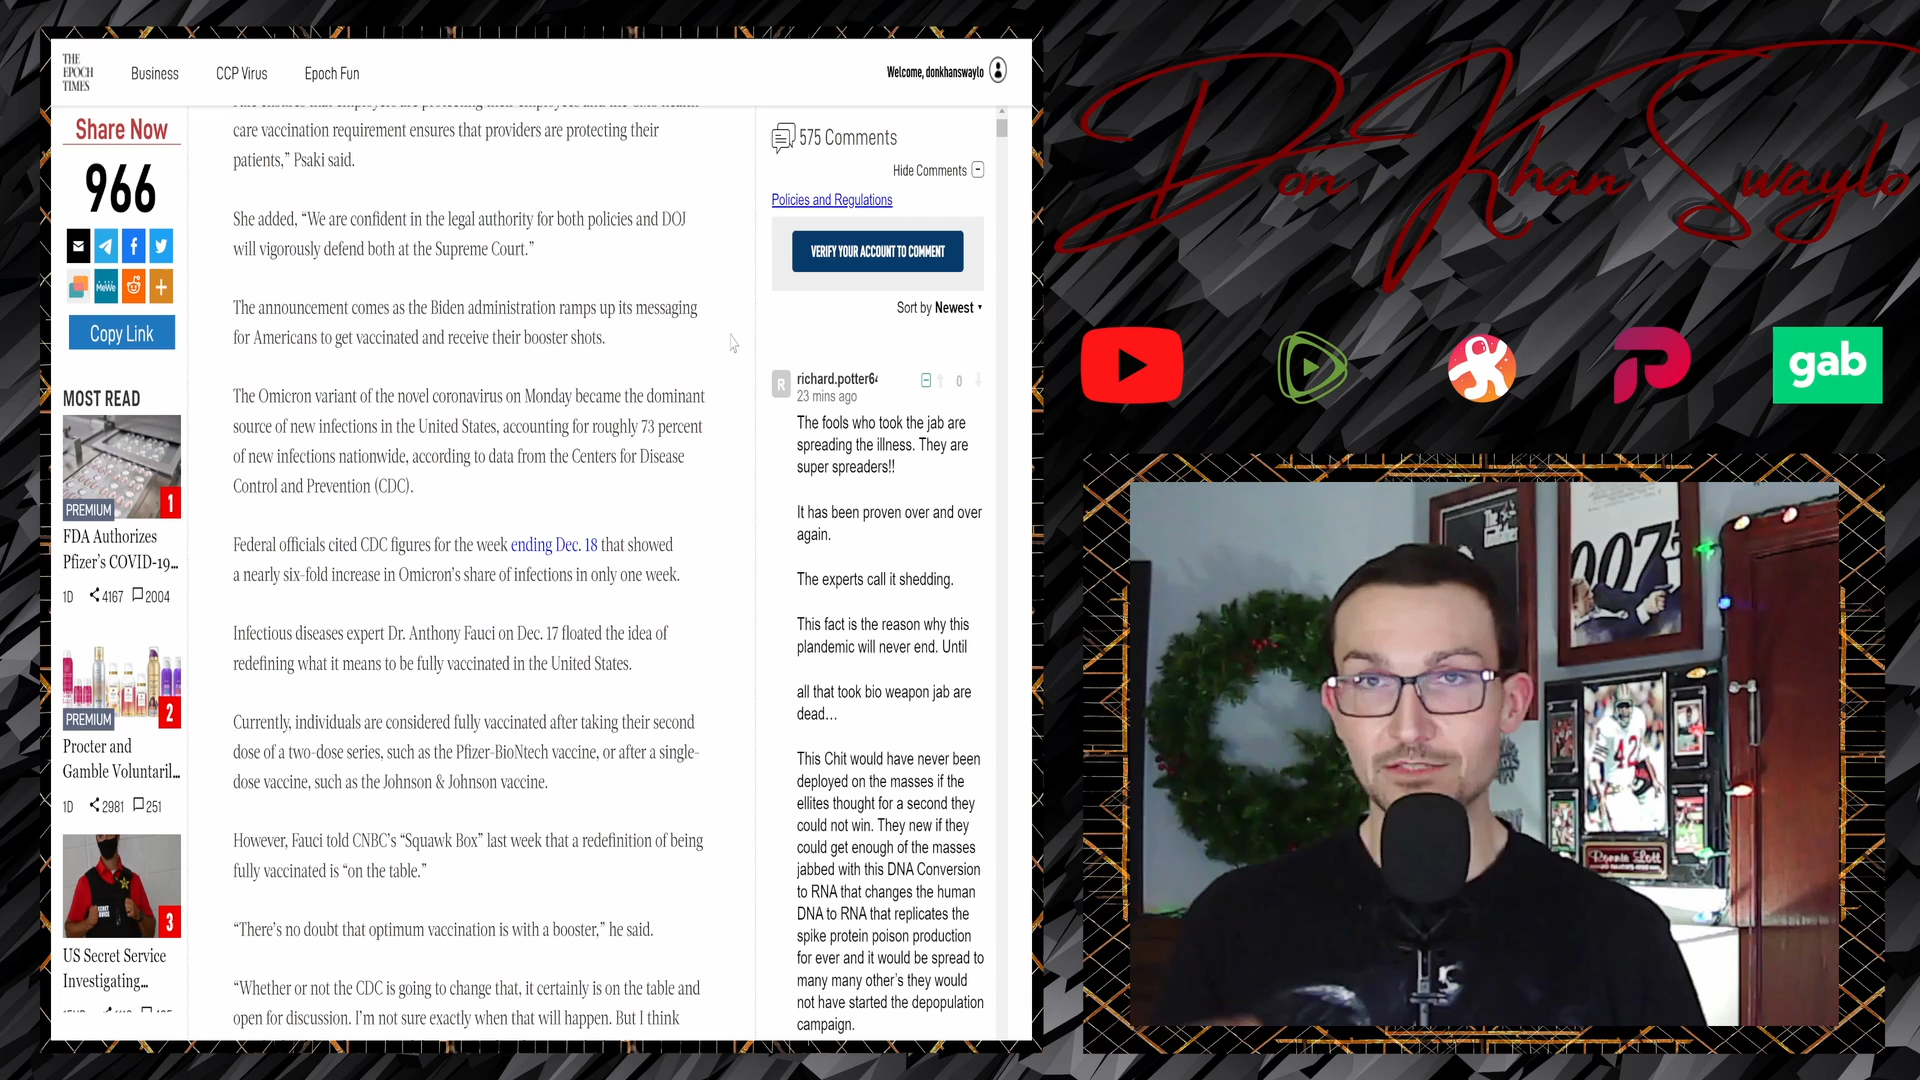 THE
EPOCH
TIMES
Business
CCP Virus
Epoch Fun
Welcome, donkhanswaylo
Share Now
966
MeWe
Copy Link
MOST READ
PREMIUM
1
FDA Authorizes
Pfizer's COVID-19...
1D
4167
2004
PREMIUM
2
Procter and
Gamble Voluntaril...
1D
2981
251
3
US Secret Service
Investigating...
care vaccination requirement ensures that providers are protecting their
patients,” Psaki said.
She added, “We are confident in the legal authority for both policies and DOJ
will vigorously defend both at the Supreme Court.”
The announcement comes as the Biden administration ramps up its messaging
for Americans to get vaccinated and receive their booster shots.
The Omicron variant of the novel coronavirus on Monday became the dominant
source of new infections in the United States, accounting for roughly 73 percent
of new infections nationwide, according to data from the Centers for Disease
Control and Prevention (CDC).
Federal officials cited CDC figures for the week ending Dec. 18 that showed
a nearly six-fold increase in Omicron's share of infections in only one week.
Infectious diseases expert Dr. Anthony Fauci on Dec. 17 floated the idea of
redefining what it means to be fully vaccinated in the United States.
Currently, individuals are considered fully vaccinated after taking their second
dose of a two-dose series, such as the Pfizer-BioNtech vaccine, or after a single-
dose vaccine, such as the Johnson & Johnson vaccine.
However, Fauci told CNBC's “Squawk Box” last week that a redefinition of being
fully vaccinated is “on the table.”
“There's no doubt that optimum vaccination is with a booster,” he said.
“Whether or not the CDC is going to change that, it certainly is on the table and
open for discussion. I'm not sure exactly when that will happen. But I think
575 Comments
Hide Comments
Policies and Regulations
VERIFY YOUR ACCOUNT TO COMMENT
Sort by Newest
R
richard.potter64
0
23 mins ago
The fools who took the jab are
spreading the illness. They are
super spreaders!!
It has been proven over and over
again.
The experts call it shedding.
This fact is the reason why this
plandemic will never end. Until
all that took bio weapon jab are
dead...
This Chit would have never been
deployed on the masses if the
ellites thought for a second they
could not win. They new if they
could get enough of the masses
jabbed with this DNA Conversion
to RNA that changes the human
DNA to RNA that replicates the
spike protein poison production
for ever and it would be spread to
many many other's they would
not have started the depopulation
campaign.
Don Khan Swaylo
gab
007
42
Ronnie Lott